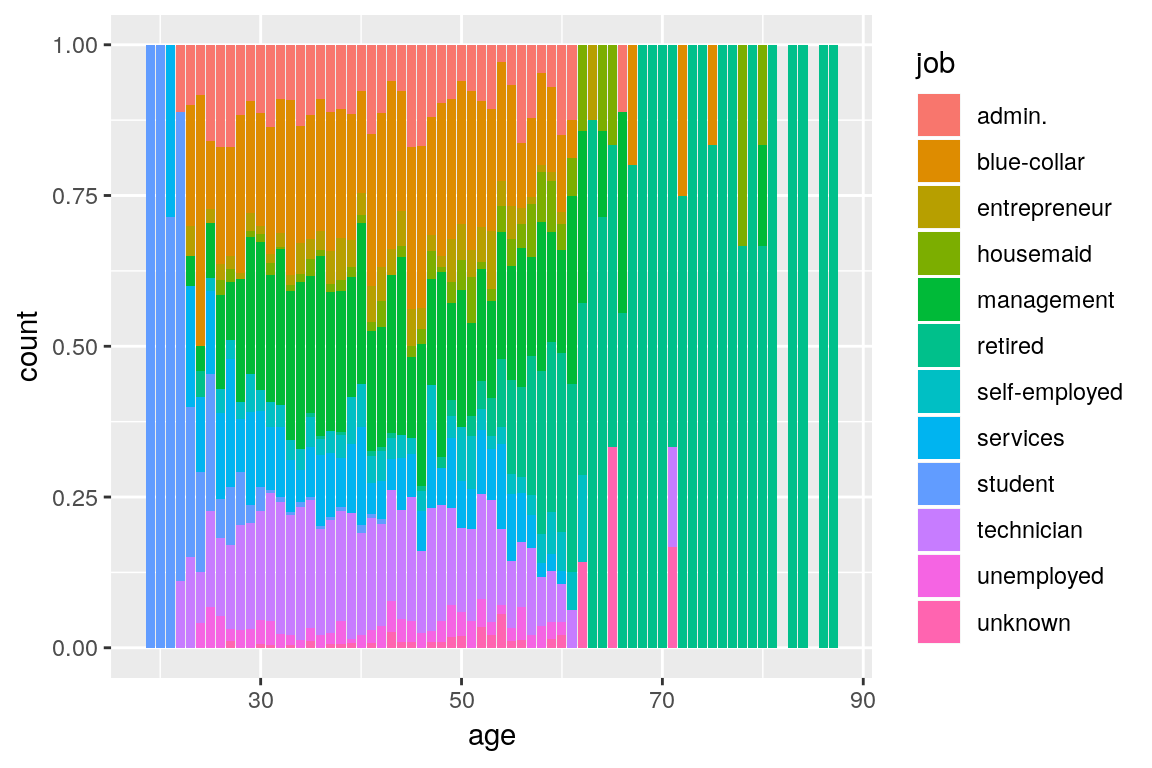 1.00
0.75
0.50
0.25
0.00
count
30
50
70
90
age
job
admin.
blue-collar
entrepreneur
housemaid
management
retired
self-employed
services
student
technician
unemployed
unknown